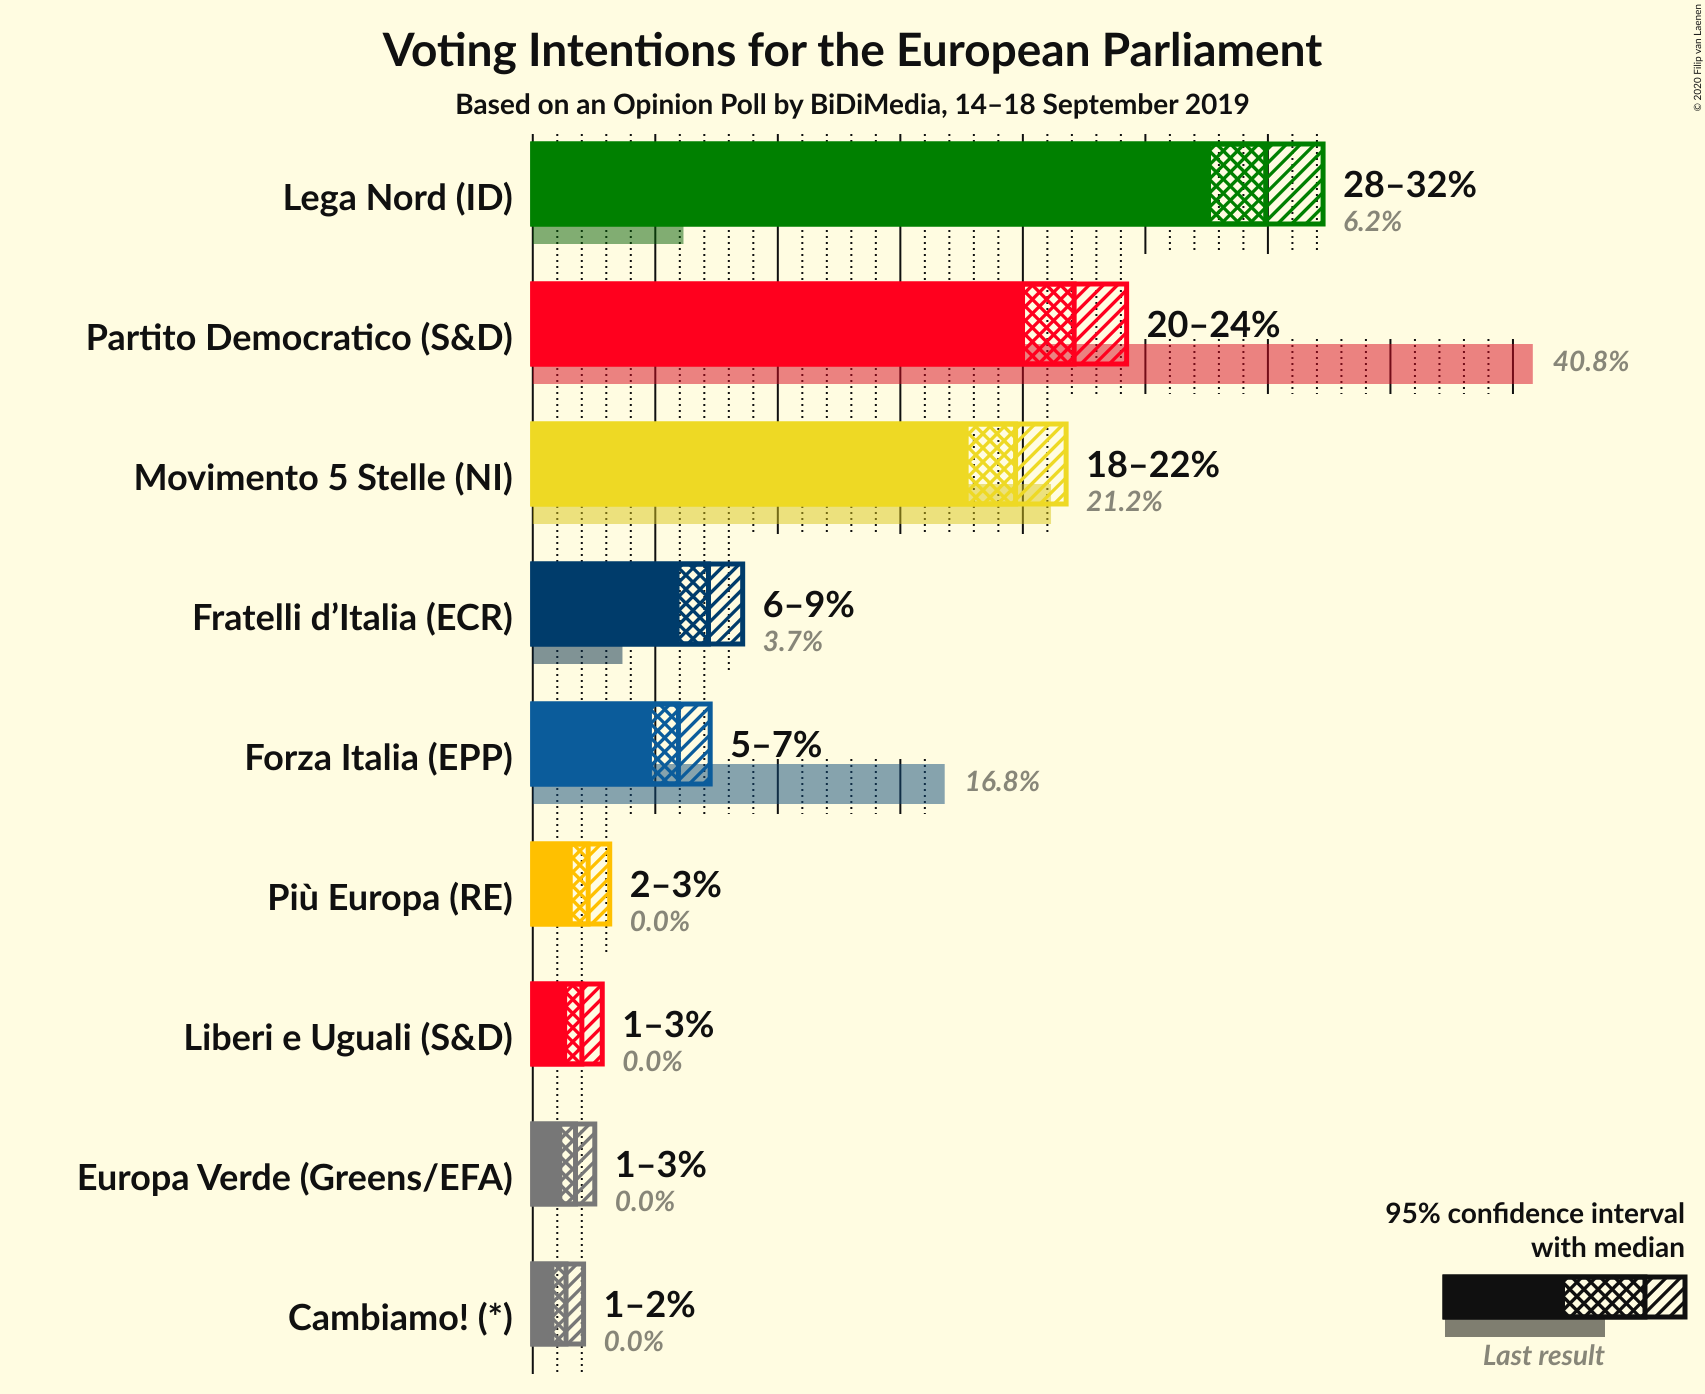 Voting Intentions for the European Parliament
Based on an Opinion Poll by BiDiMedia, 14–18 September 2019
© 2020 Filip van Laenen
Lega Nord (ID)
28–32%
6.2%
Partito Democratico (S&D)
20–24%
40.8%
Movimento 5 Stelle (NI)
18–22%
21.2%
Fratelli d’Italia (ECR)
6–9%
3.7%
Forza Italia (EPP)
5–7%
16.8%
Più Europa (RE)
2–3%
0.0%
Liberi e Uguali (S&D)
1–3%
0.0%
Europa Verde (Greens/EFA)
1–3%
0.0%
Cambiamo! (*)
1–2%
0.0%
95% confidence interval
with median
Last result